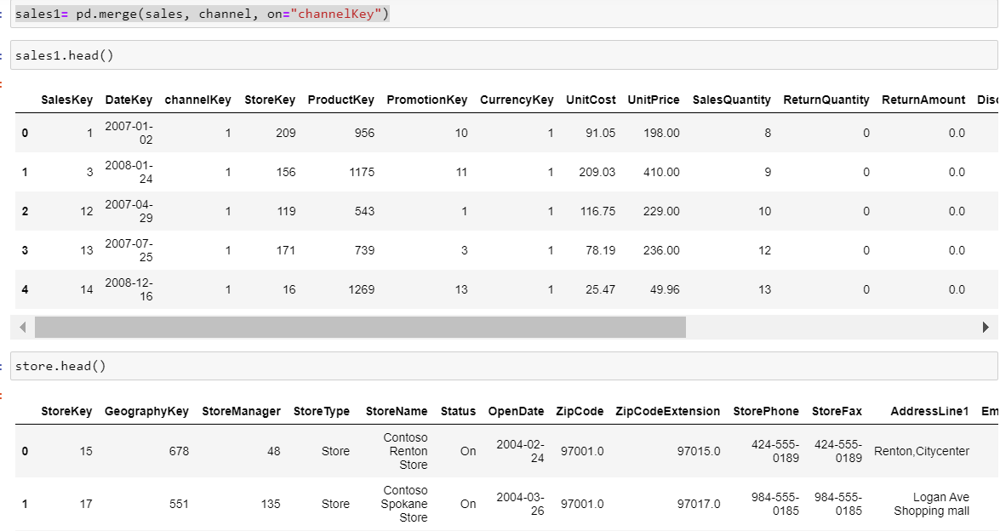 sales1= pd.merge(sales, channel, on="channelKey")
sales1.head()
SalesKey DateKey channelKey StoreKey ProductKey PromotionKey CurrencyKey UnitCost UnitPrice SalesQuantity ReturnQuantity ReturnAmount Disc
0 1 2007-01-02 1 209 956 10 1 91.05 198.00 8 0 0.0
1 3 2008-01-24 1 156 1175 11 1 209.03 410.00 9 0 0.0
2 12 2007-04-29 1 119 543 1 1 116.75 229.00 10 0 0.0
3 13 2007-07-25 1 171 739 3 1 78.19 236.00 12 0 0.0
4 14 2008-12-16 1 16 1269 13 1 25.47 49.96 13 0 0.0
store.head()
StoreKey GeographyKey StoreManager StoreType StoreName Status OpenDate ZipCode ZipCodeExtension StorePhone StoreFax AddressLine1 Em
0 15 678 48 Store Contoso Renton Store On 2004-02-24 97001.0 97015.0 424-555-0189 424-555-0189 Renton,Citycenter
1 17 551 135 Store Contoso Spokane Store On 2004-03-26 97001.0 97017.0 984-555-0185 984-555-0185 Logan Ave Shopping mall